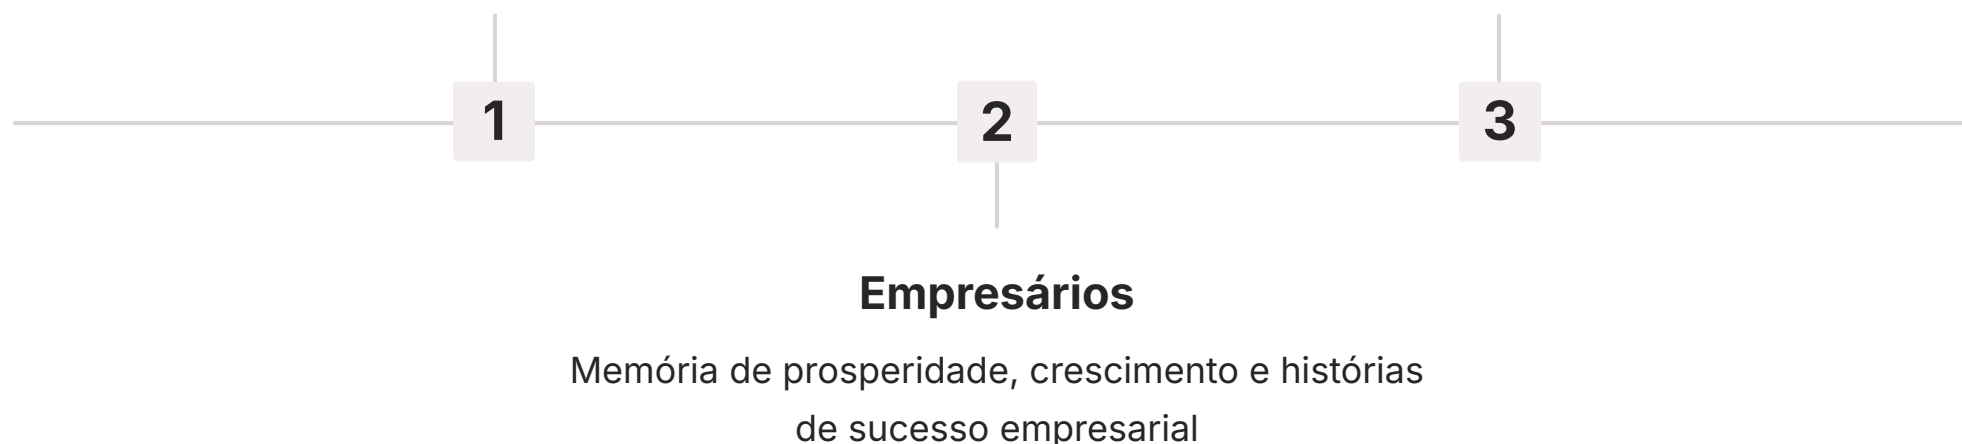 1
2
3
Empresários
Memória de prosperidade, crescimento e histórias
de sucesso empresarial